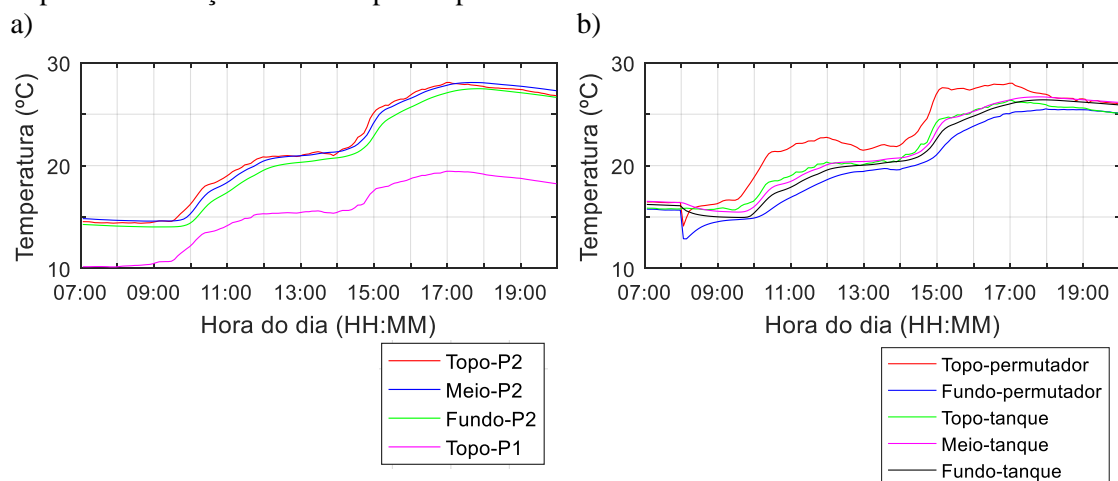 a)
b)
30
20
10
Temperatura (ºC)
07:00 09:00 11:00 13:00 15:00 17:00 19:00
Hora do dia (HH:MM)
Topo-P2
Meio-P2
Fundo-P2
Topo-P1
30
20
10
Temperatura (ºC)
07:00 09:00 11:00 13:00 15:00 17:00 19:00
Hora do dia (HH:MM)
Topo-permutador
Fundo-permutador
Topo-tanque
Meio-tanque
Fundo-tanque